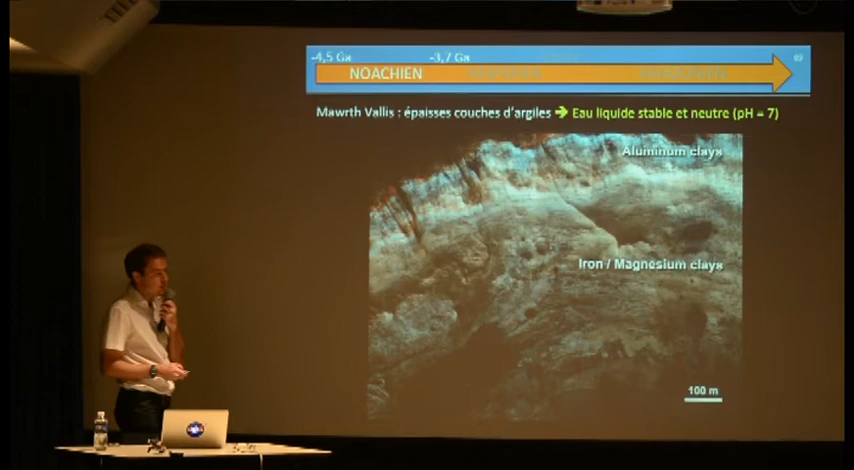 -4,5 Ga
-3,7 Ga
NOACHIEN
Mawrth Vallis : épaisses couches d'argiles ➔ Eau liquide stable et neutre (pH = 7)
Aluminum clays
Iron / Magnesium clays
100 m